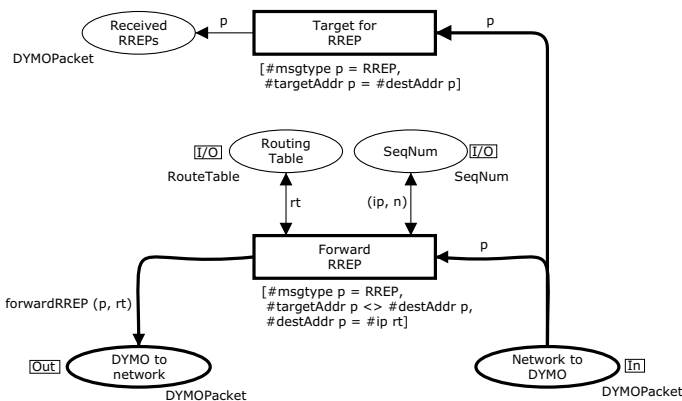 Received
RREPs
p
Target for
RREP
p
DYMOPacket
[#msgtype p = RREP,
#targetAddr p = #destAddr p]
I/O
Routing
Table
SeqNum
I/O
RouteTable
SeqNum
rt
(ip, n)
Forward
RREP
p
forwardRREP (p, rt)
[#msgtype p = RREP,
#targetAddr p <> #destAddr p,
#destAddr p = #ip rt]
Out
DYMO to
network
DYMOPacket
Network to
DYMO
In
DYMOPacket